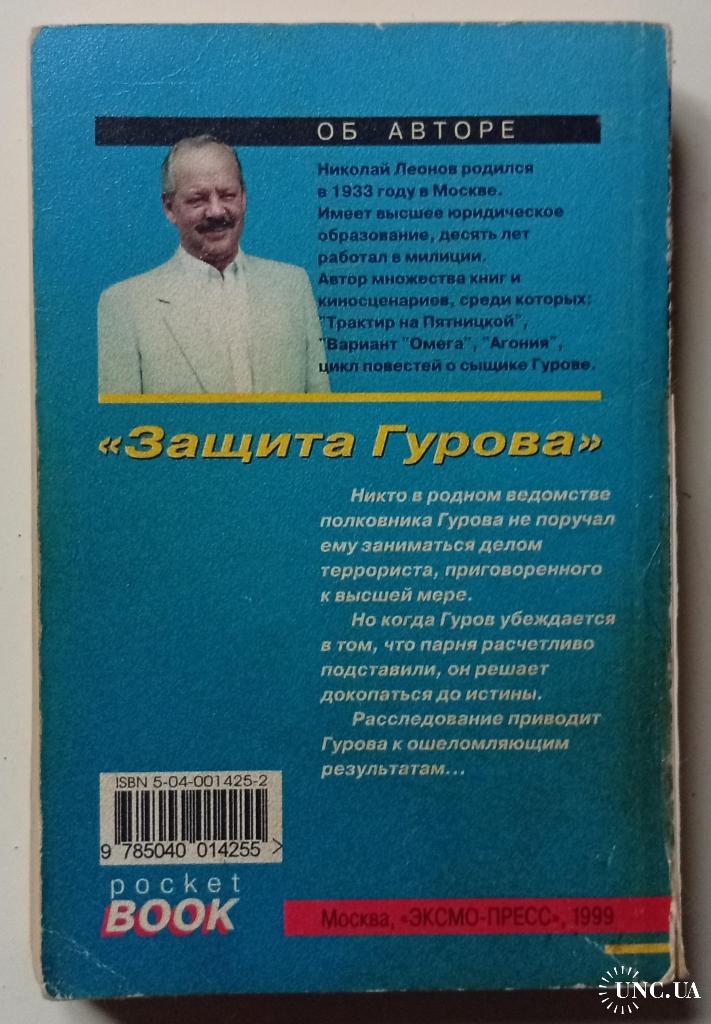 ОБ АВТОРЕ
Николай Леонов родился
в 1933 году в Москве.
Имеет высшее юридическое
образование, десять лет
работал в милиции.
Автор множества книг и
киносценариев, среди которых:
"Трактир на Пятницкой",
"Вариант "Омега", "Агония",
цикл повестей о сыщике Гурове.
«Защита Гурова»
Никто в родном ведомстве
полковника Гурова не поручал
ему заниматься делом
террориста, приговоренного
к высшей мере.
Но когда Гуров убеждается
в том, что парня расчетливо
подставили, он решает
докопаться до истины.
Расследование приводит
Гурова к ошеломляющим
результатам...
ISBN 5-04-001425-2
9 785040 014255 >
pocket
BOOK
Москва, «ЭКСМО-ПРЕСС», 1999
UNC.UA